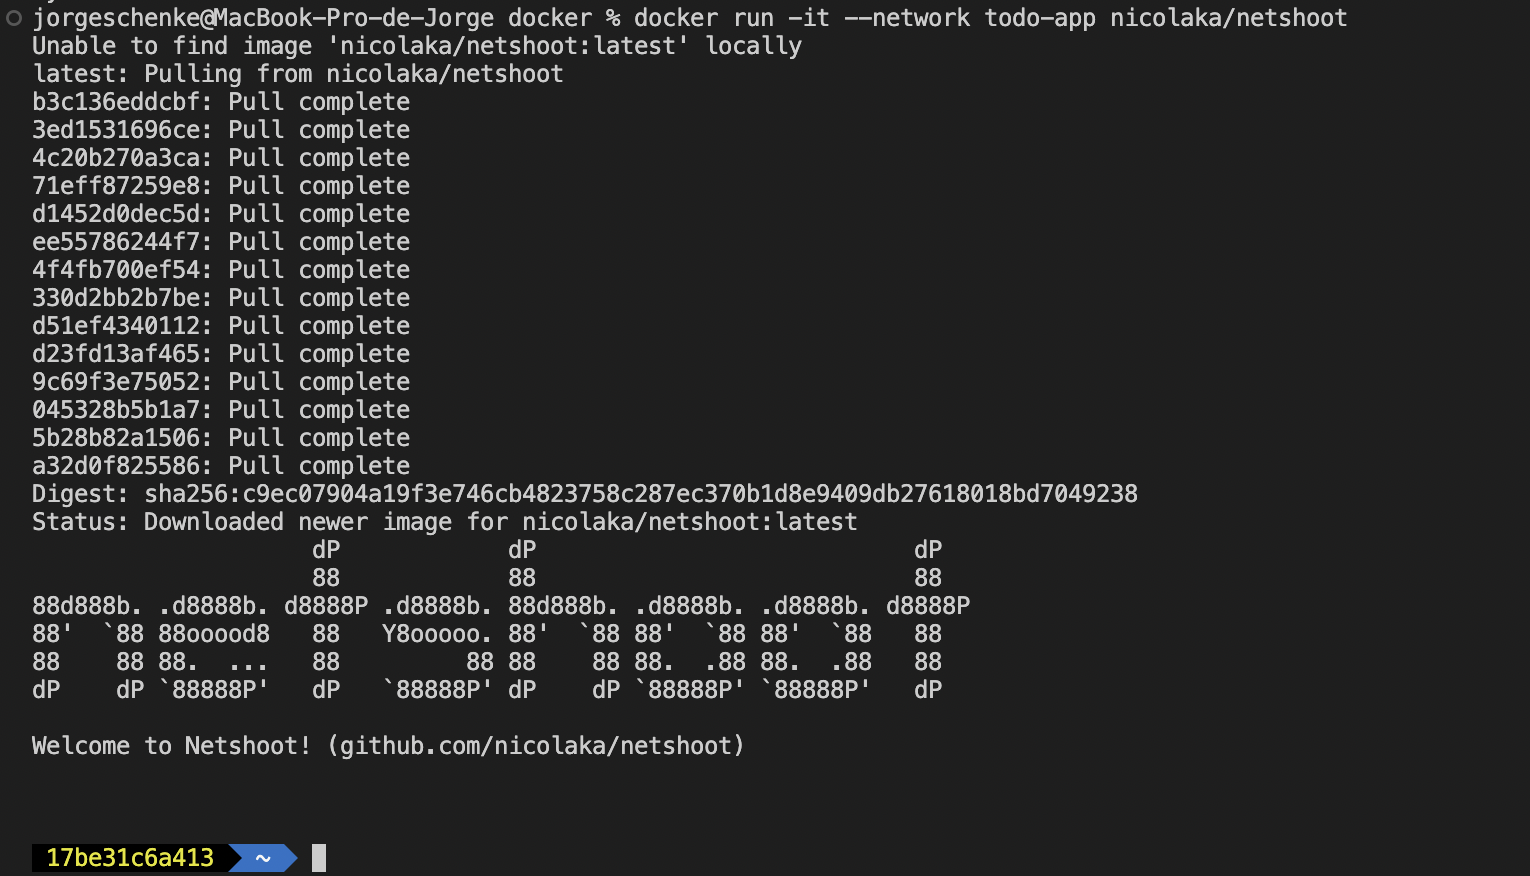 jorgeschenke@MacBook-Pro-de-Jorge docker % docker run -it --network todo-app nicolaka/netshoot
Unable to find image 'nicolaka/netshoot:latest' locally
latest: Pulling from nicolaka/netshoot
b3c136eddcbf: Pull complete
3ed1531696ce: Pull complete
4c20b270a3ca: Pull complete
71eff87259e8: Pull complete
d1452d0dec5d: Pull complete
ee55786244f7: Pull complete
4f4fb700ef54: Pull complete
330d2bb2b7be: Pull complete
d51ef4340112: Pull complete
d23fd13af465: Pull complete
9c69f3e75052: Pull complete
045328b5b1a7: Pull complete
5b28b82a1506: Pull complete
a32d0f825586: Pull complete
Digest: sha256:c9ec07904a19f3e746cb4823758c287ec370b1d8e9409db27618018bd7049238
Status: Downloaded newer image for nicolaka/netshoot:latest
                    dP            dP                           dP
                    88            88                           88
88d888b. .d8888b. d8888P .d8888b. 88d888b. .d8888b. .d8888b. d8888P
88'  `88 88ooood8   88   Y8ooooo. 88'  `88 88'  `88 88'  `88   88
88    88 88.  ...   88         88 88    88 88.  .88 88.  .88   88
dP    dP `88888P'   dP   `88888P' dP    dP `88888P' `88888P'   dP
Welcome to Netshoot! (github.com/nicolaka/netshoot)
17be31c6a413 ~